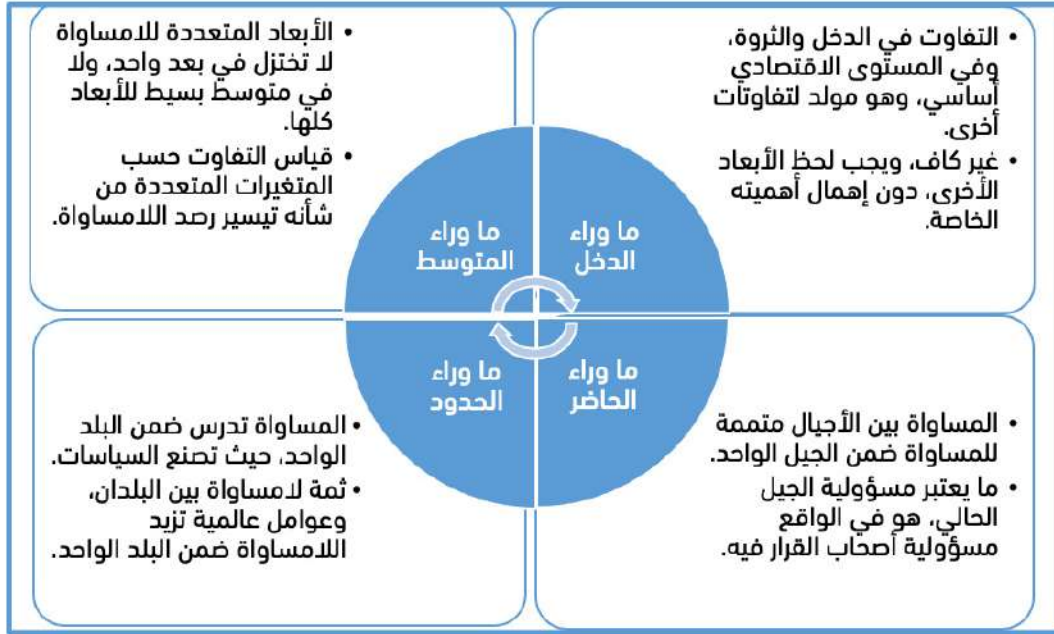 • التفاوت في الدخل والثروة،
وفي المستوى الاقتصادي
أساسي، وهو مولد لتفاوتات
أخرى.
• غير كاف، ويجب لحظ الأبعاد
الأخرى، دون إهمال أهميته
الخاصة.
ما وراء
الدخل
• الأبعاد المتعددة للامساواة
لا تختزل في بعد واحد، ولا
في متوسط بسيط للأبعاد
كلها.
• قياس التفاوت حسب
المتغيرات المتعددة من
شأنه تيسير رصد اللامساواة.
ما وراء
المتوسط
ما وراء
الحاضر
• المساواة بين الأجيال متممة
للمساواة ضمن الجيل الواحد.
• ما يعتبر مسؤولية الجيل
الحالي، هو في الواقع
مسؤولية أصحاب القرار فيه.
ما وراء
الحدود
• المساواة تدرس ضمن البلد
الواحد، حيث تصنع السياسات.
• ثمة لامساواة بين البلدان،
وعوامل عالمية تزيد
اللامساواة ضمن البلد الواحد.